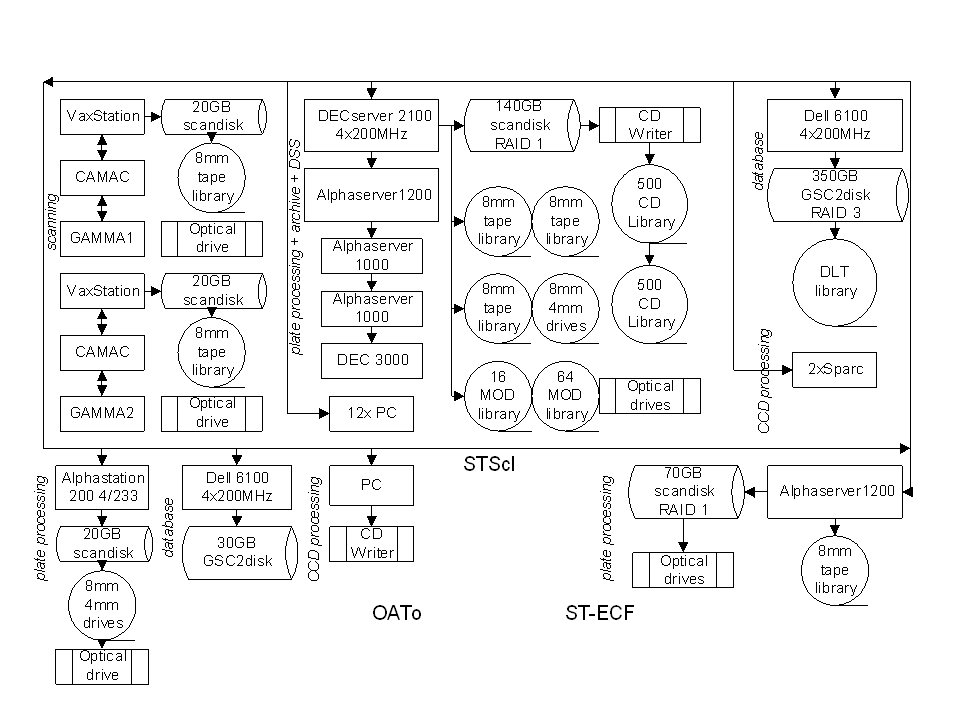 scanning
VaxStation
20GB
scandisk
CAMAC
8mm
tape
library
GAMMA1
Optical
drive
VaxStation
20GB
scandisk
CAMAC
8mm
tape
library
GAMMA2
Optical
drive
plate processing + archive + DSS
DECserver 2100
4x200MHz
Alphaserver1200
Alphaserver
1000
Alphaserver
1000
DEC 3000
12x PC
140GB
scandisk
RAID 1
CD
Writer
8mm
tape
library
8mm
tape
library
500
CD
Library
8mm
tape
library
8mm
4mm
drives
500
CD
Library
16
MOD
library
64
MOD
library
Optical
drives
database
Dell 6100
4x200MHz
350GB
GSC2disk
RAID 3
DLT
library
CCD processing
2xSparc
STScI
plate processing
Alphastation
200 4/233
20GB
scandisk
8mm
4mm
drives
Optical
drive
database
Dell 6100
4x200MHz
30GB
GSC2disk
CCD processing
PC
CD
Writer
OATo
plate processing
70GB
scandisk
RAID 1
Alphaserver1200
Optical
drives
8mm
tape
library
ST-ECF